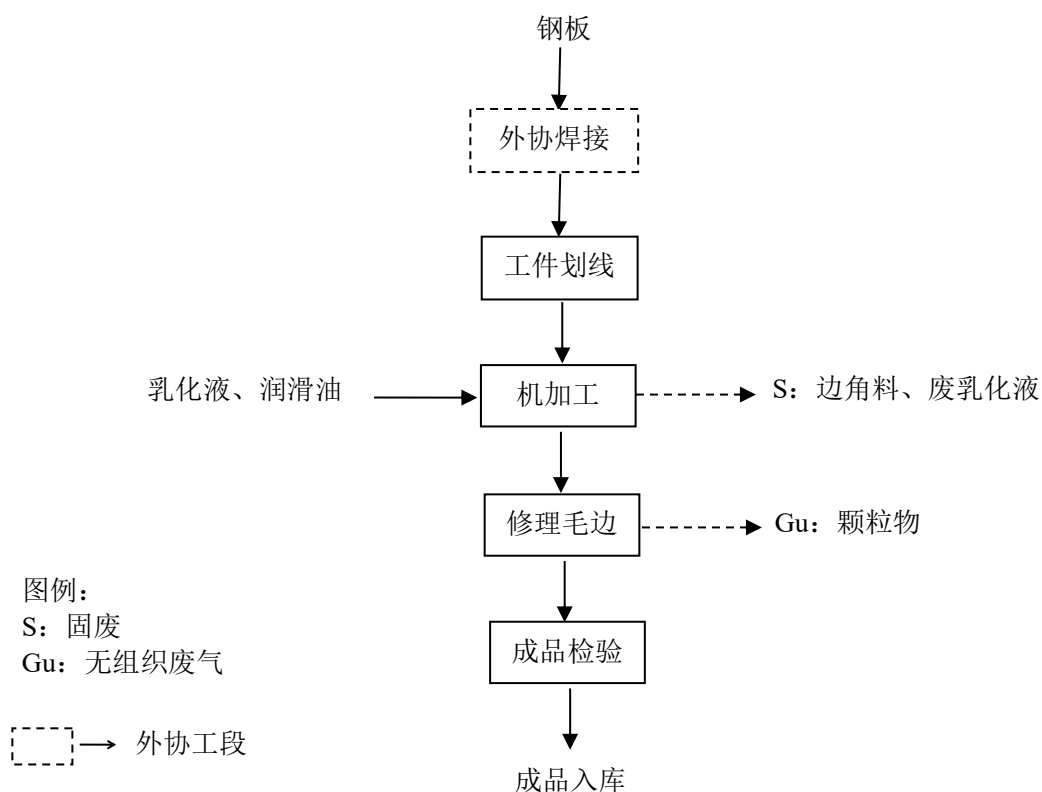 钢板
外协焊接
工件划线
乳化液、润滑油
机加工
S：边角料、废乳化液
修理毛边
Gu：颗粒物
图例：
S：固废
Gu：无组织废气
成品检验
外协工段
成品入库